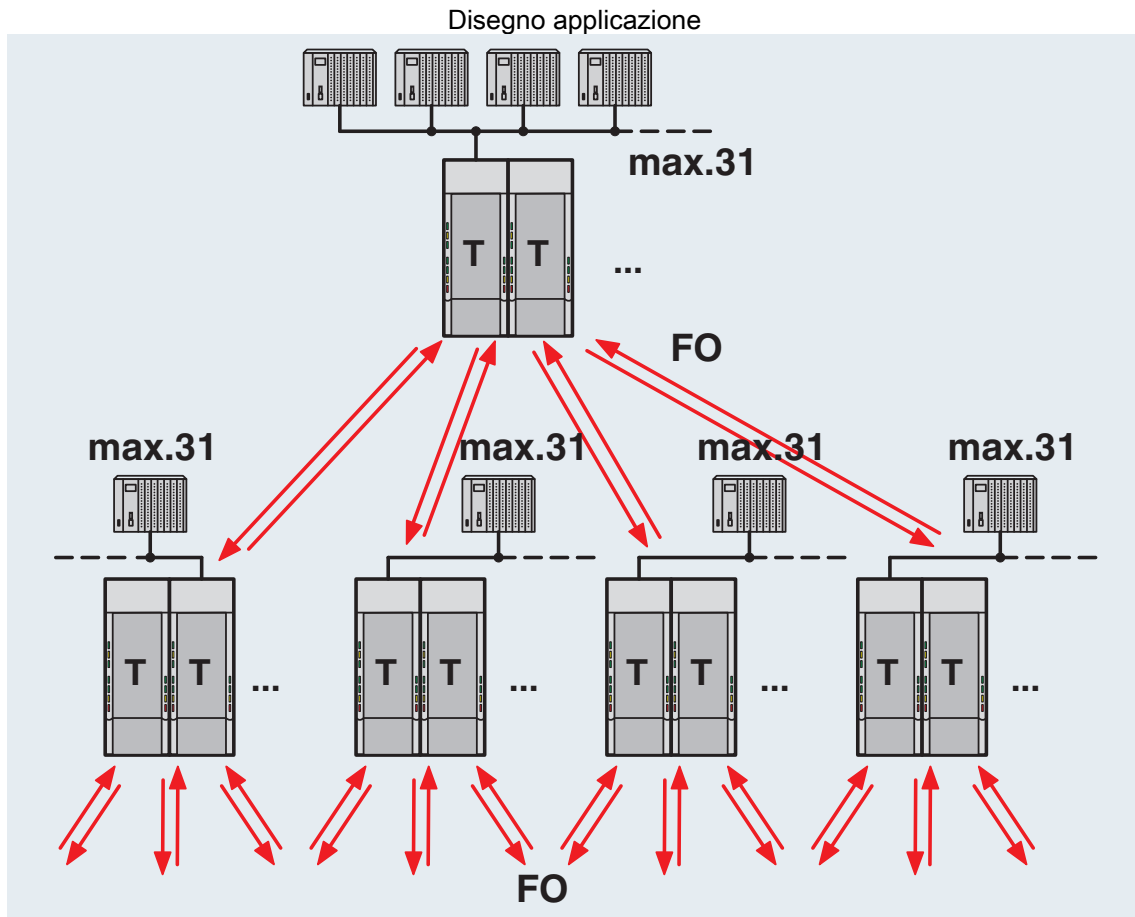 Disegno applicazione
max.31
T T ...
FO
max.31 max.31 max.31 max.31
T T ... T T ... T T ... T T ...
FO